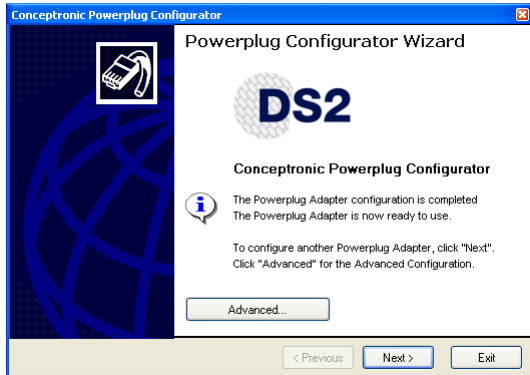 Conceptronic Powerplug Configurator
Powerplug Configurator Wizard
DS2
Conceptronic Powerplug Configurator
The Powerplug Adapter configuration is completed
The Powerplug Adapter is now ready to use.
To configure another Powerplug Adapter, click "Next".
Click "Advanced" for the Advanced Configuration.
Advanced...
< Previous
Next >
Exit